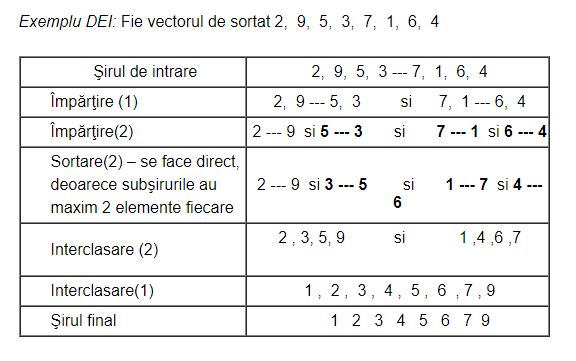 Exemplu DEI: Fie vectorul de sortat 2, 9, 5, 3, 7, 1, 6, 4
Şirul de intrare 2, 9, 5, 3 --- 7, 1, 6, 4
Împărţire (1) 2, 9 --- 5, 3 si 7, 1 --- 6, 4
Împărţire(2) 2 --- 9 si 5 --- 3 si 7 --- 1 si 6 --- 4
Sortare(2) – se face direct,
deoarece subşirurile au
maxim 2 elemente fiecare
2 --- 9 si 3 --- 5 si 1 --- 7 si 4 ---
6
Interclasare (2) 2 , 3, 5, 9 si 1 ,4 ,6 ,7
Interclasare(1) 1 , 2 , 3 , 4 , 5 , 6 , 7 , 9
Şirul final 1 2 3 4 5 6 7 9